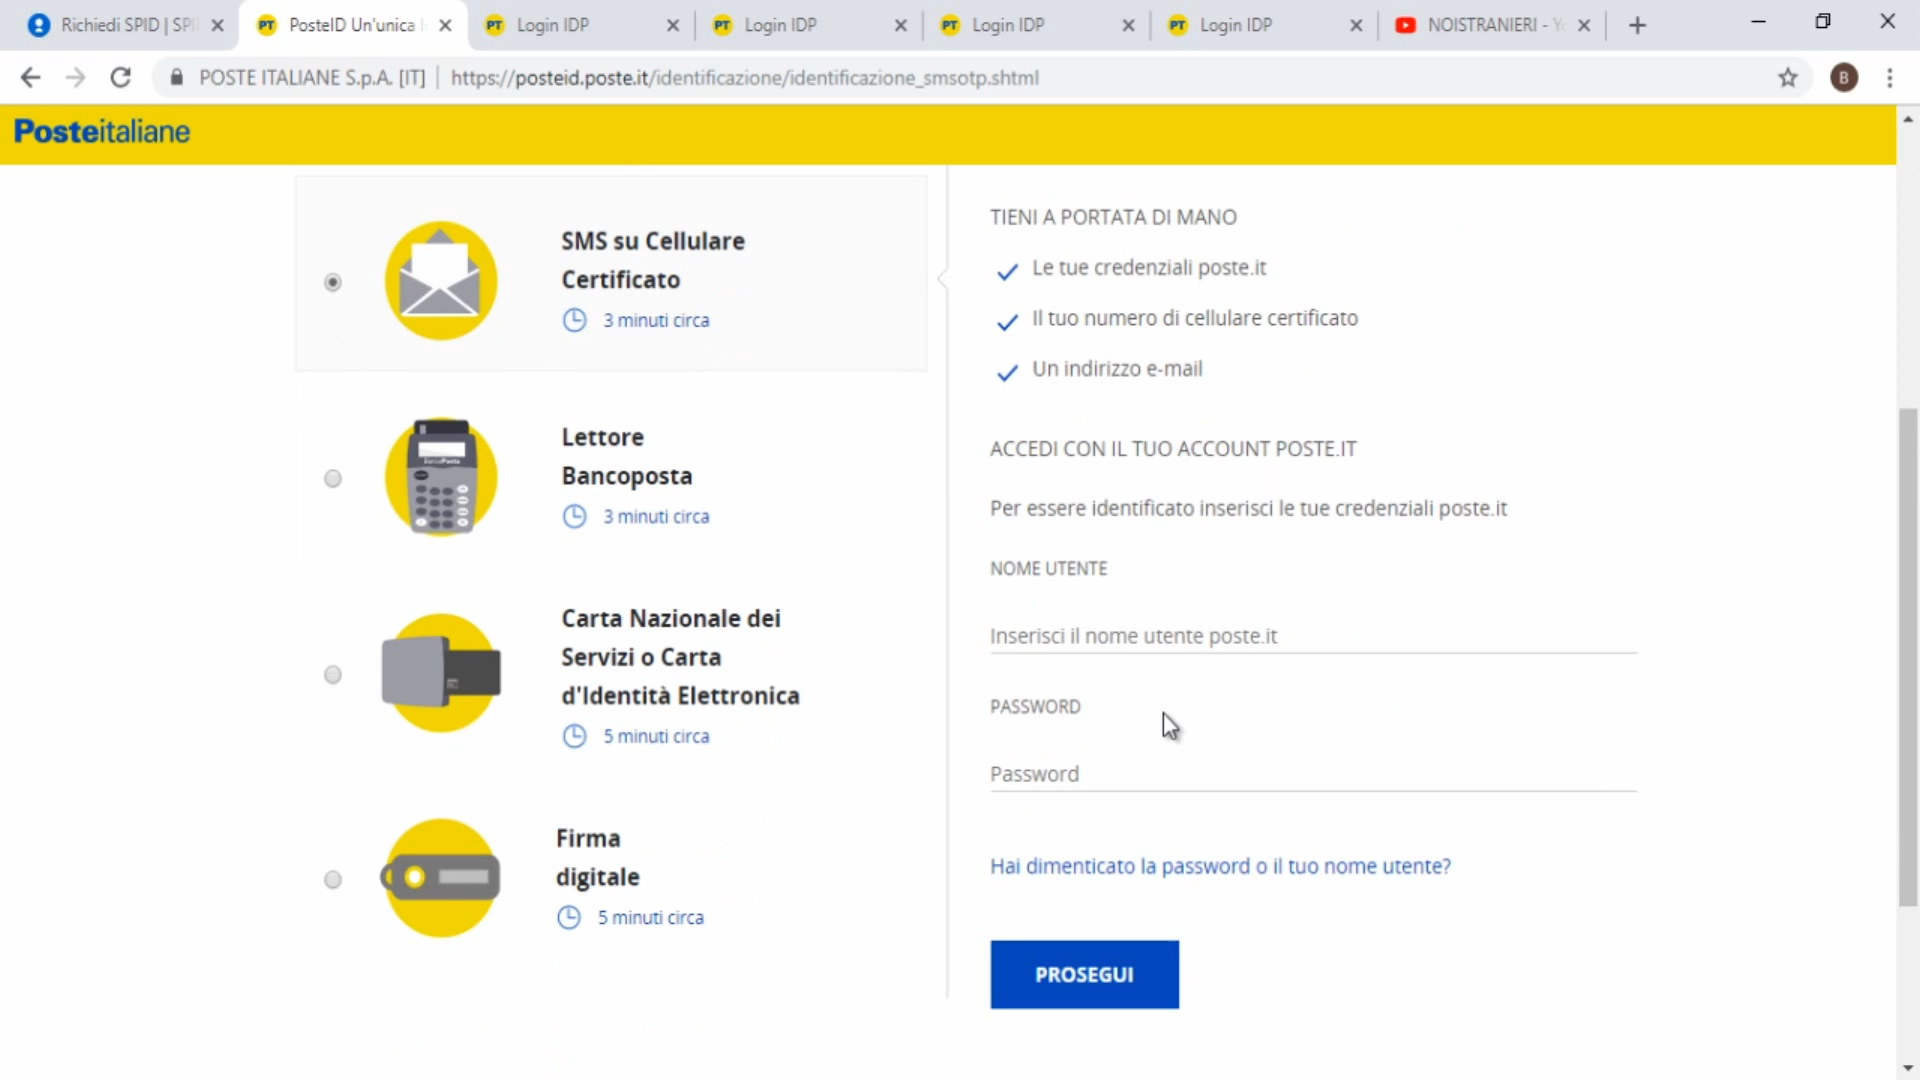 Richiedi SPID | SPI
PosteID Un'unica
Login IDP
Login IDP
Login IDP
Login IDP
NOISTRANIERI -
POSTE ITALIANE S.p.A. [IT] | https://posteid.poste.it/identificazione/identificazione_smsotp.shtml
B
Posteitaliane
SMS su Cellulare
Certificato
3 minuti circa
Lettore
Bancoposta
3 minuti circa
Carta Nazionale dei
Servizi o Carta
d'Identità Elettronica
5 minuti circa
Firma
digitale
5 minuti circa
TIENI A PORTATA DI MANO
Le tue credenziali poste.it
Il tuo numero di cellulare certificato
Un indirizzo e-mail
ACCEDI CON IL TUO ACCOUNT POSTE.IT
Per essere identificato inserisci le tue credenziali poste.it
NOME UTENTE
Inserisci il nome utente poste.it
PASSWORD
Password
Hai dimenticato la password o il tuo nome utente?
PROSEGUI